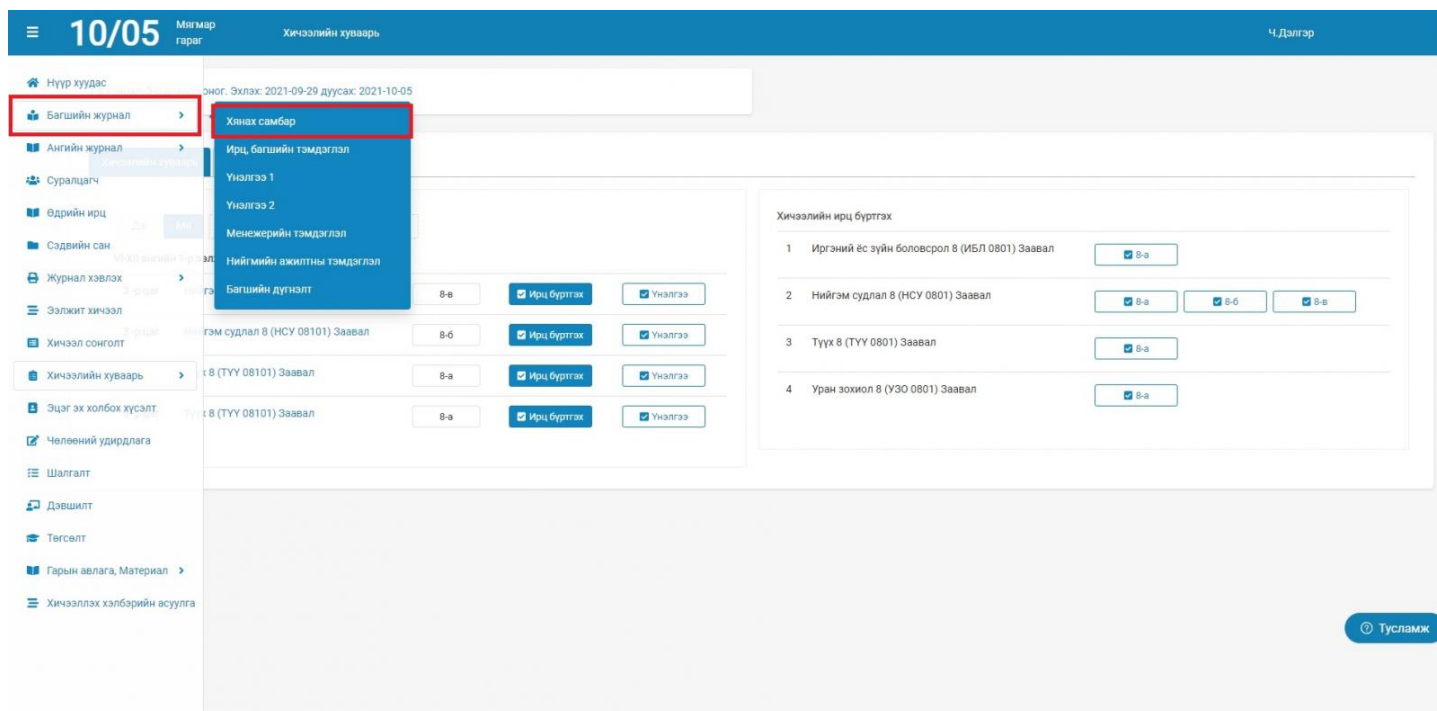 10/05
Мягмар
гараг
Хичээлийн хуваарь
Ч.Дэлгэр
Нүүр хуудас
Багшийн журнал
Ангийн журнал
Суралцагч
Өдрийн ирц
Сэдвийн сан
Журнал хэвлэх
Ээлжит хичээл
Хичээл сонголт
Хичээлийн хуваарь
Эцэг эх холбох хүсэлт
Чөлөөний удирдлага
Шалгалт
Дэвшилт
Төгсөлт
Гарын авлага, Материал
Хичээллэх хэлбэрийн асуулга
Эхлэх: 2021-09-29 дуусах: 2021-10-05
Хянах самбар
Ирц, багшийн тэмдэглэл
Үнэлгээ 1
Үнэлгээ 2
Менежерийн тэмдэглэл
Нийгмийн ажилтны тэмдэглэл
Багшийн дүгнэлт
8-в Ирц бүртгэх Үнэлгээ
судлал 8 (НСУ 08101) Заавал 8-б Ирц бүртгэх Үнэлгээ
8 (ТҮҮ 08101) Заавал 8-а Ирц бүртгэх Үнэлгээ
8 (ТҮҮ 08101) Заавал 8-а Ирц бүртгэх Үнэлгээ
Хичээлийн ирц бүртгэх
1 Иргэний ёс зүйн боловсрол 8 (ИБЛ 0801) Заавал 8-а
2 Нийгэм судлал 8 (НСУ 0801) Заавал 8-а 8-б 8-в
3 Түүх 8 (ТҮҮ 0801) Заавал 8-а
4 Уран зохиол 8 (УЗО 0801) Заавал 8-а
Тусламж